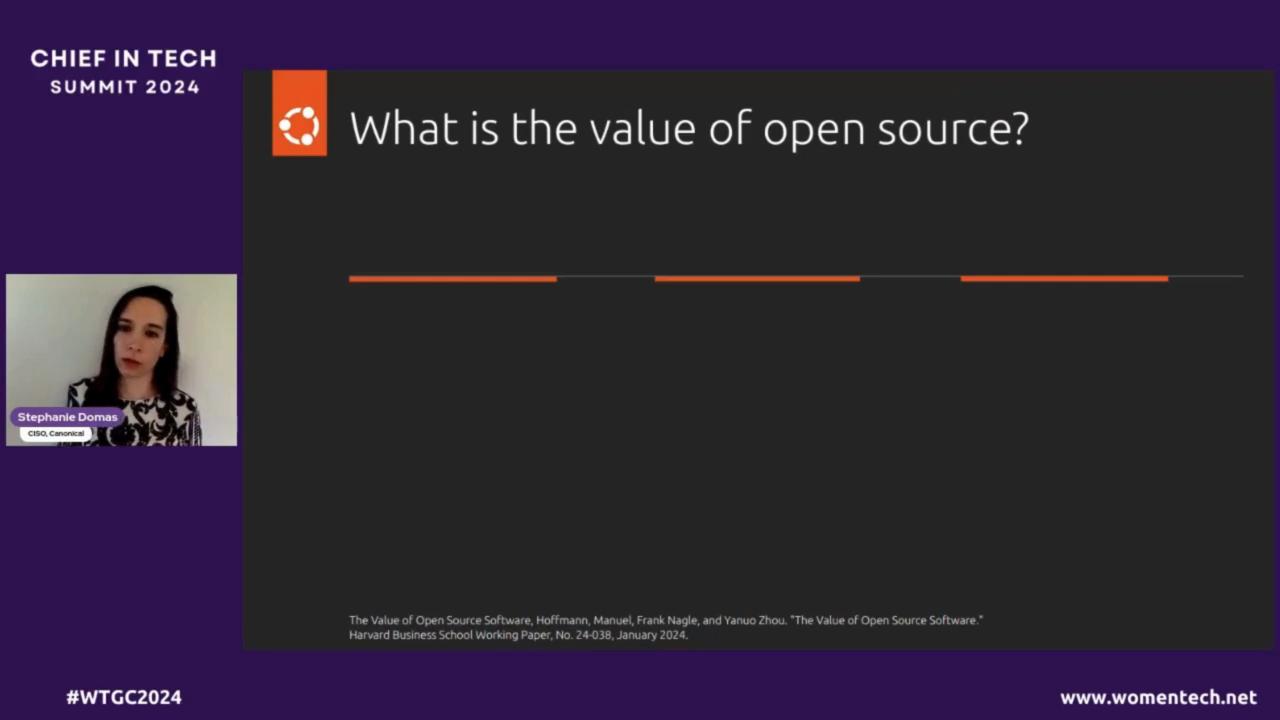 CHIEF IN TECH
SUMMIT 2024
What is the value of open source?
Stephanie Domas
CISO, Canonical
The Value of Open Source Software, Hoffmann, Manuel, Frank Nagle, and Yanuo Zhou. "The Value of Open Source Software."
Harvard Business School Working Paper, No. 24-038, January 2024.
#WTGC2024
www.womentech.net